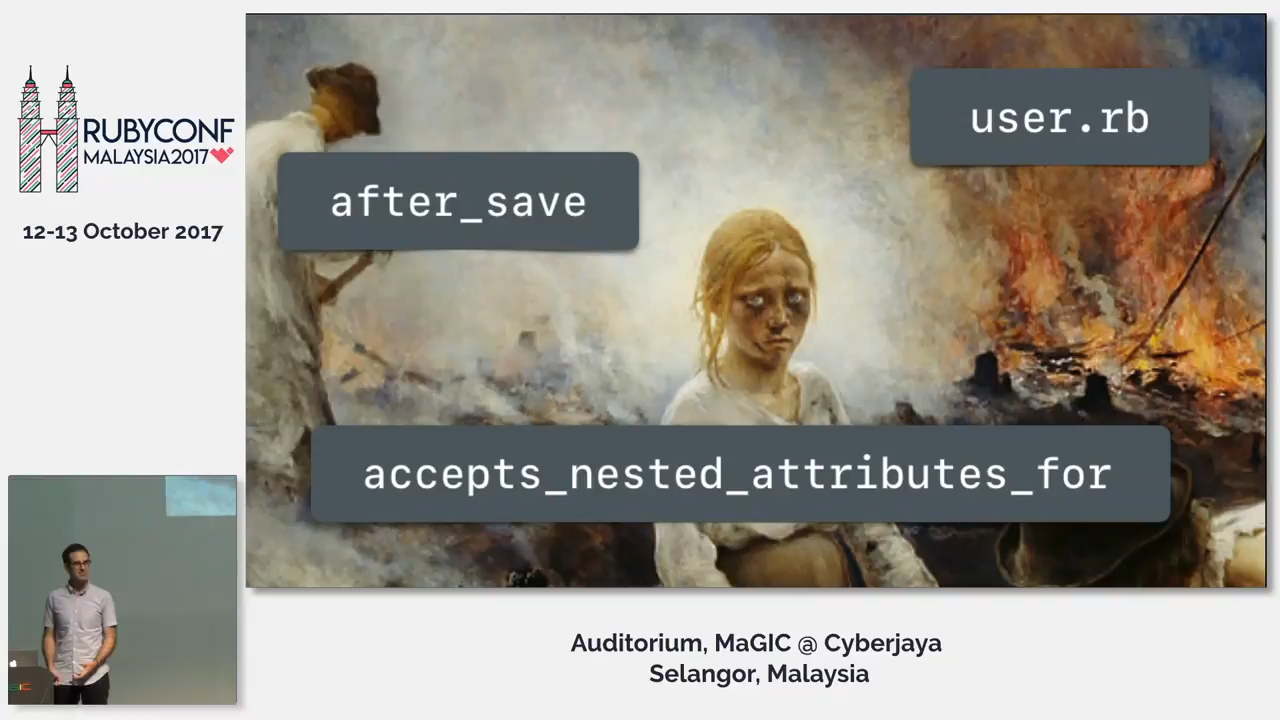 RUBYCONF
MALAYSIA2017
12-13 October 2017
user.rb
after_save
accepts_nested_attributes_for
Auditorium, MaGIC @ Cyberjaya
Selangor, Malaysia